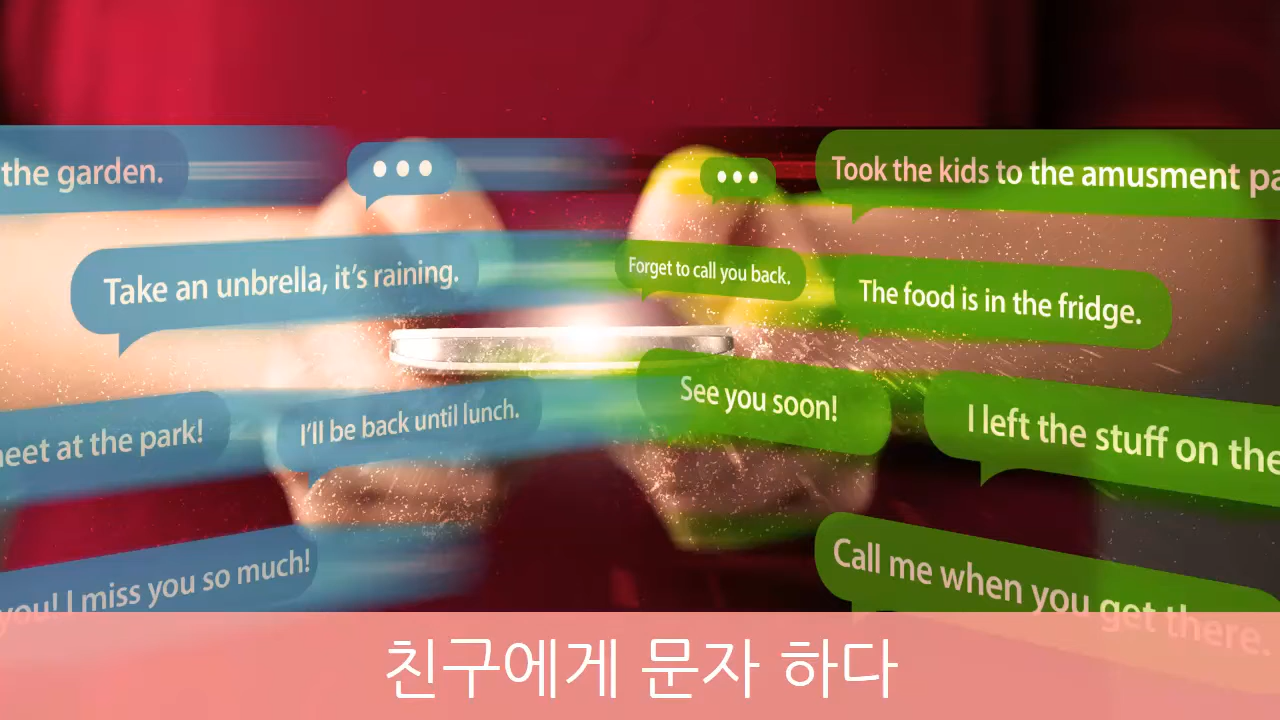 the garden.
Take an unbrella, it's raining.
eet at the park!
I'll be back until lunch.
you! I miss you so much!
Took the kids to the amusment pa
Forget to call you back.
The food is in the fridge.
See you soon!
I left the stuff on the
Call me when you get there.
친구에게 문자 하다